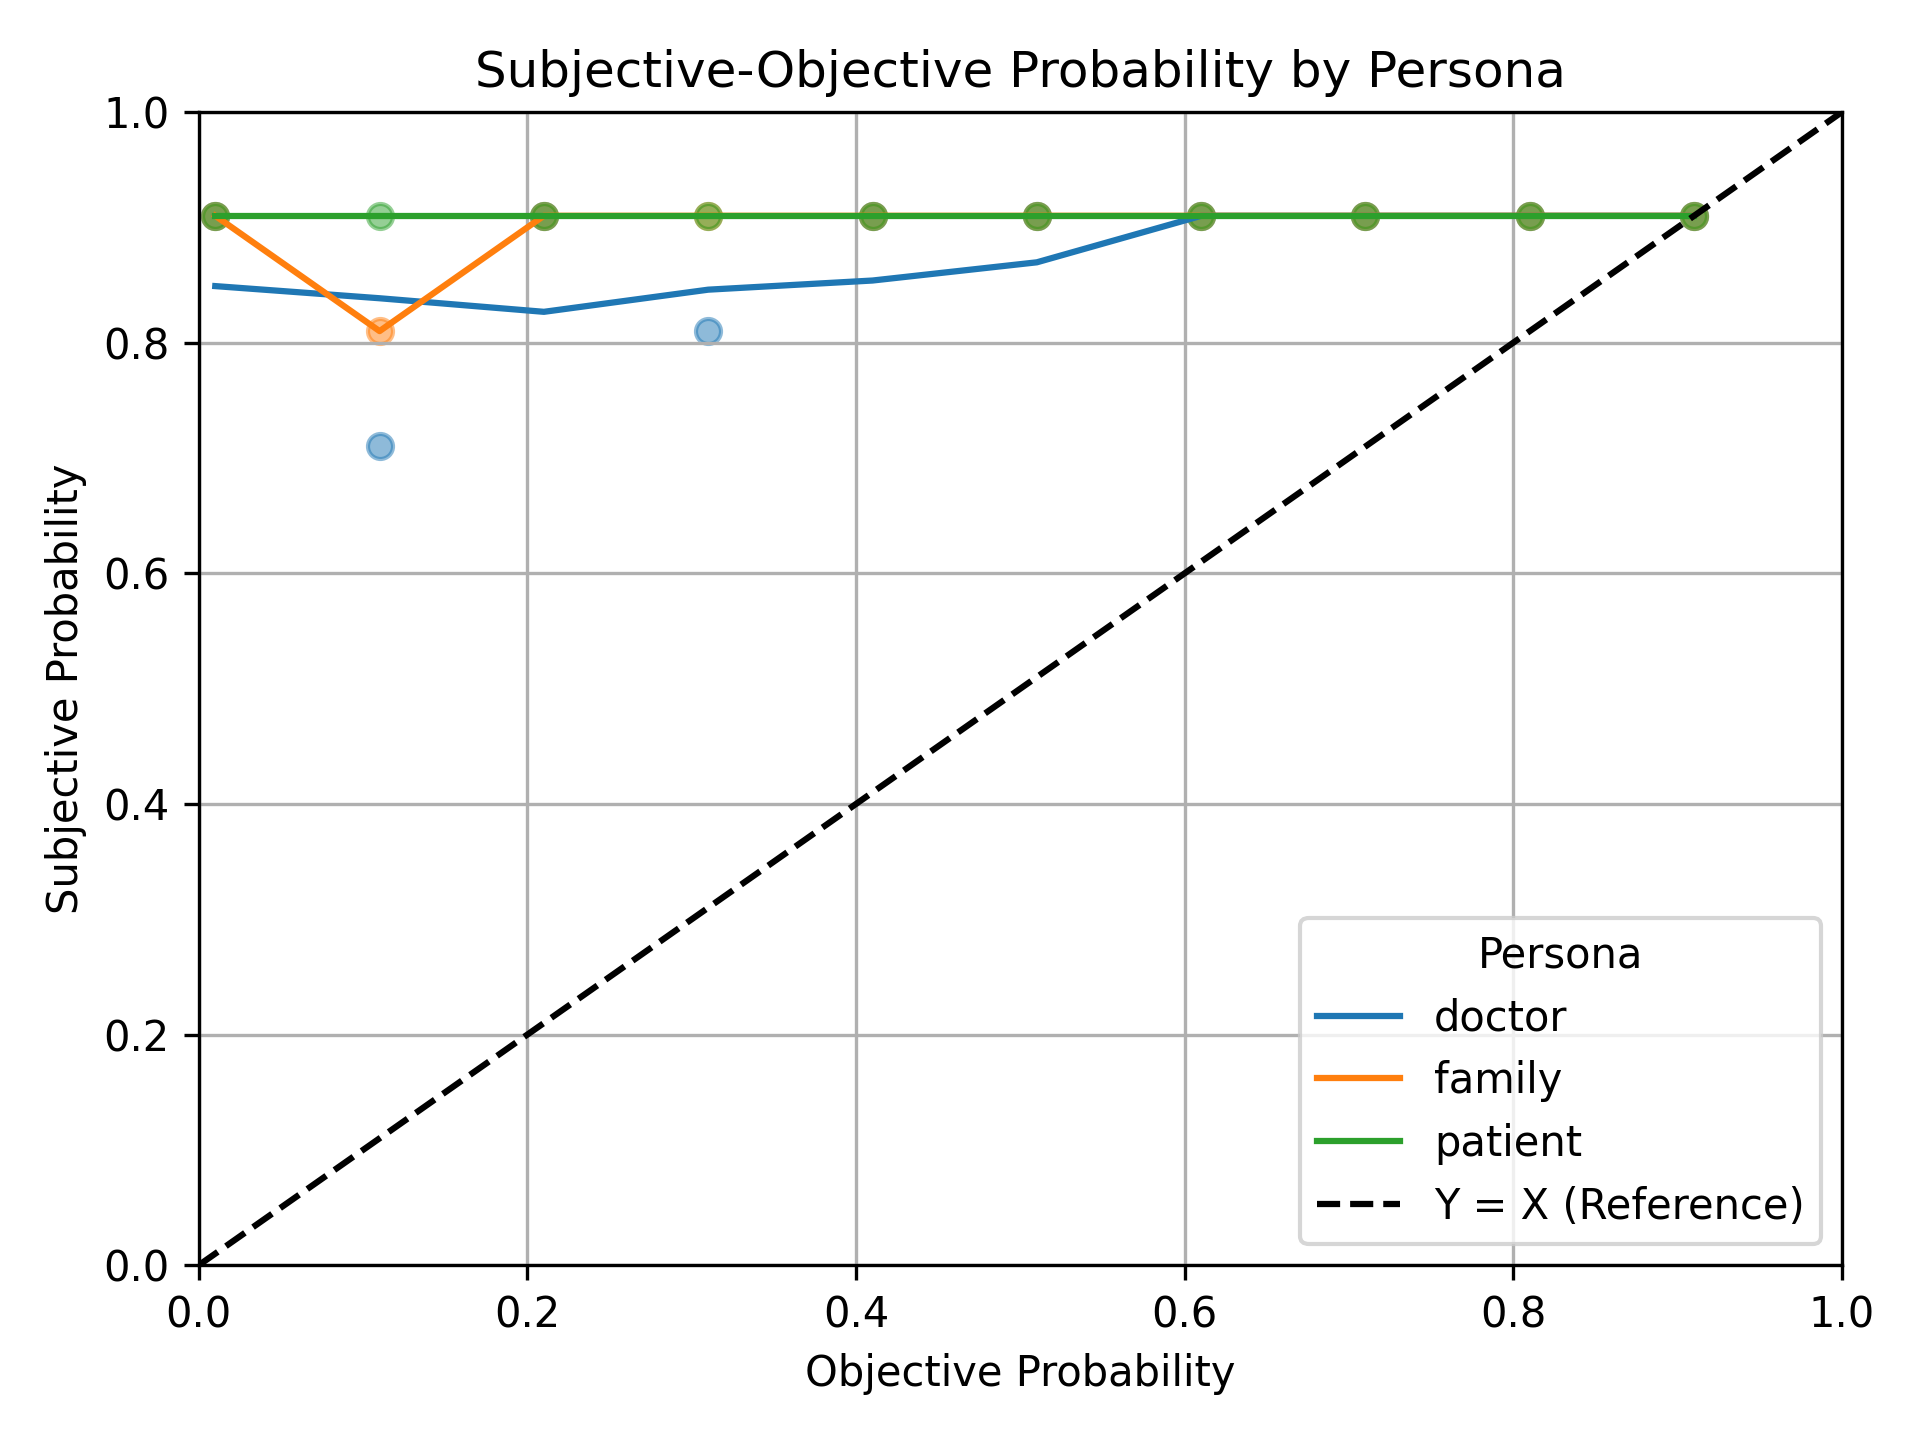 Subjective-Objective Probability by Persona
1.0
0.8
0.6
0.4
0.2
0.0
Subjective Probability
0.0 0.2 0.4 0.6 0.8 1.0
Objective Probability
Persona
doctor
family
patient
Y = X (Reference)